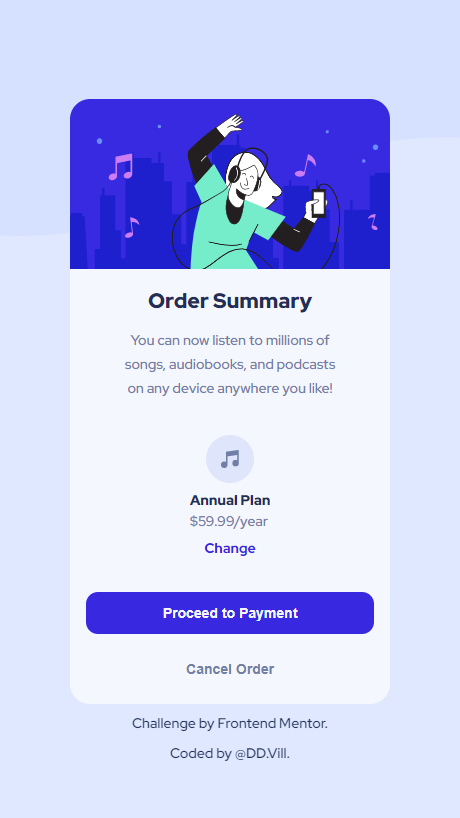 Order Summary
You can now listen to millions of
songs, audiobooks, and podcasts
on any device anywhere you like!
Annual Plan
$59.99/year
Change
Proceed to Payment
Cancel Order
Challenge by Frontend Mentor.
Coded by @DD.Vill.